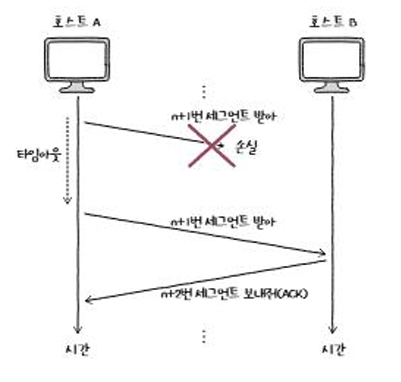 호스트 A
호스트 B
⋮
n+1번 세그먼트 받아
손실
타임아웃
n+1번 세그먼트 받아
n+2번 세그먼트 보내줘(ACK)
시간
⋮
시간